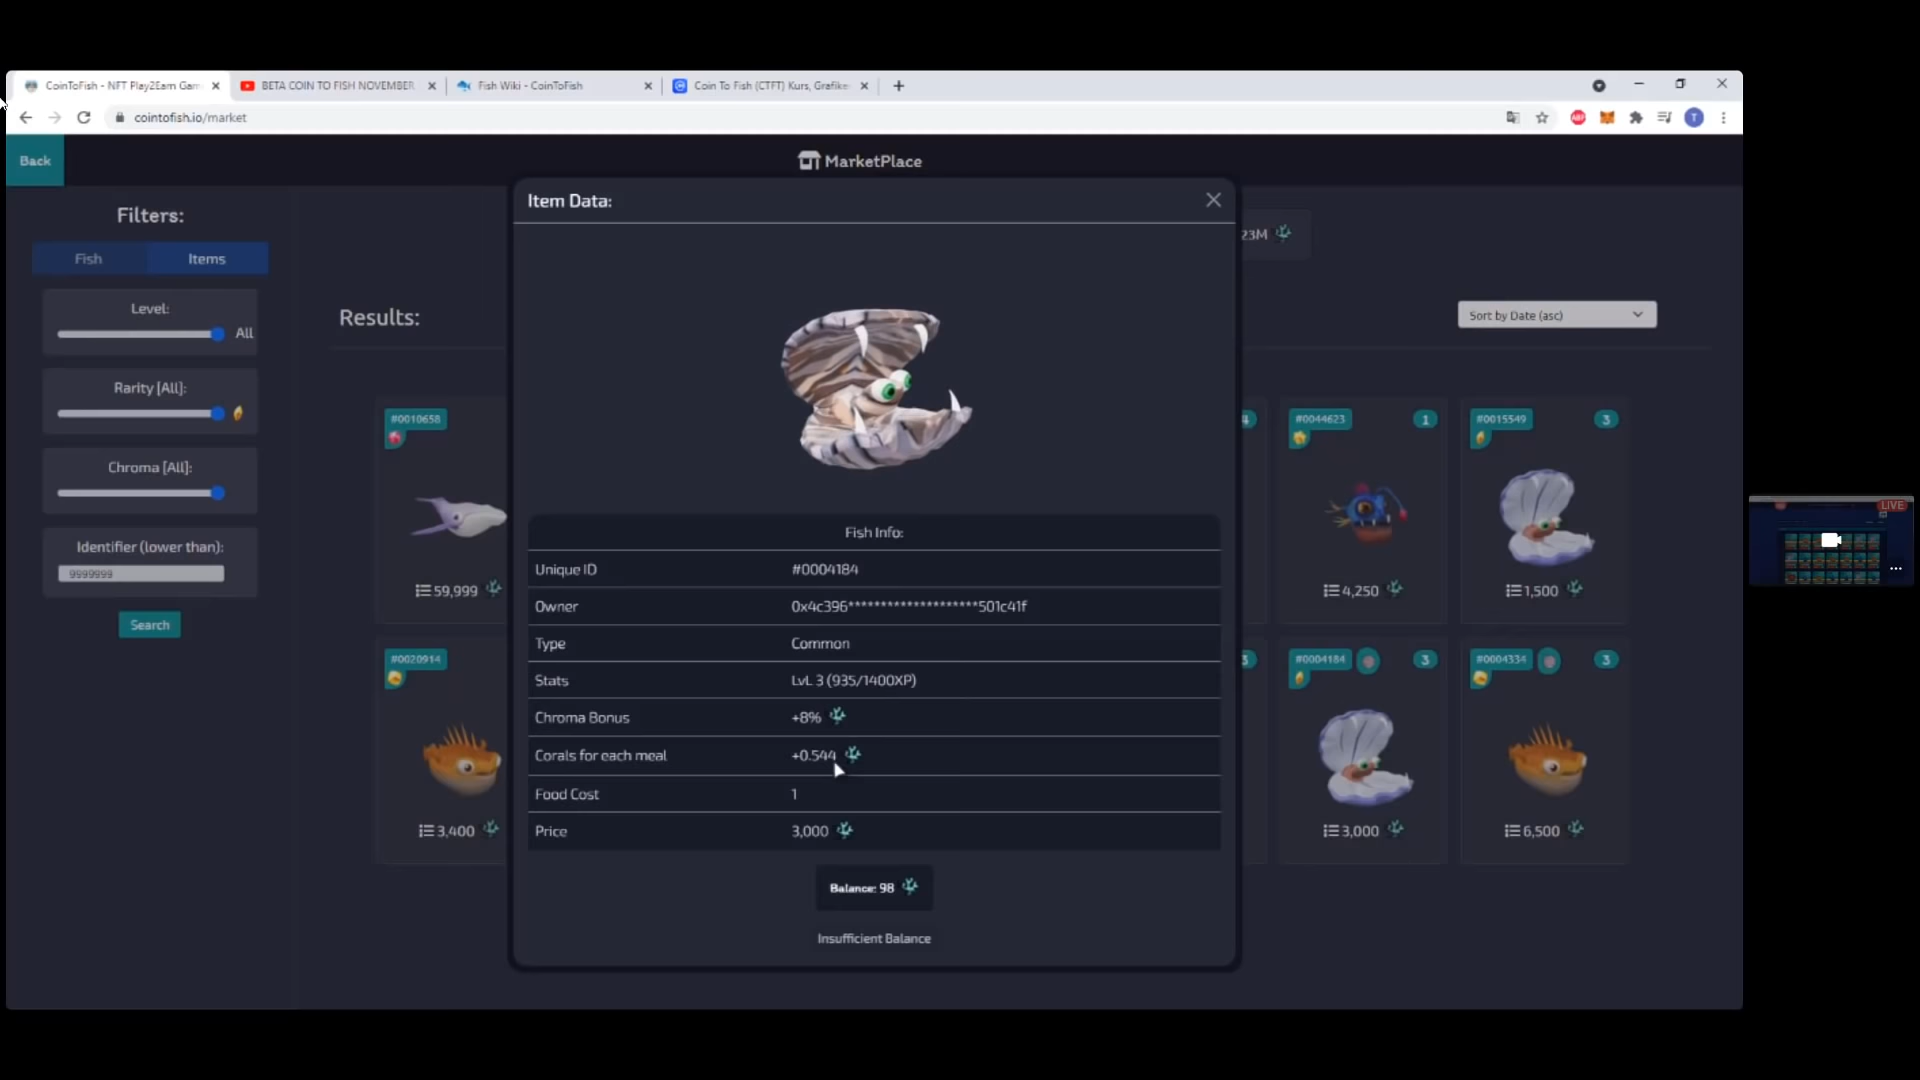 CoinToFish - NFT Play2Earn Gam
BETA COIN TO FISH NOVEMBER
Fish Wiki - CoinToFish
Coin To Fish (CTFT) Kurs, Grafike
cointofish.io/market
ABP
T
Back
MarketPlace
Filters:
Fish
Items
Level:
All
Rarity [All]:
Chroma [All]:
Identifier (lower than):
9999999
Search
23M
Results:
Sort by Date (asc)
#0010658
59,999
4
#0044623
1
4,250
#0015549
3
1,500
#0020914
3,400
3
#0004184
3
3,000
#0004334
3
6,500
Item Data:
Fish Info:
Unique ID #0004184
Owner 0x4c396********************501c41f
Type Common
Stats LvL 3 (935/1400XP)
Chroma Bonus +8%
Corals for each meal +0.544
Food Cost 1
Price 3,000
Balance: 98
Insufficient Balance
LIVE